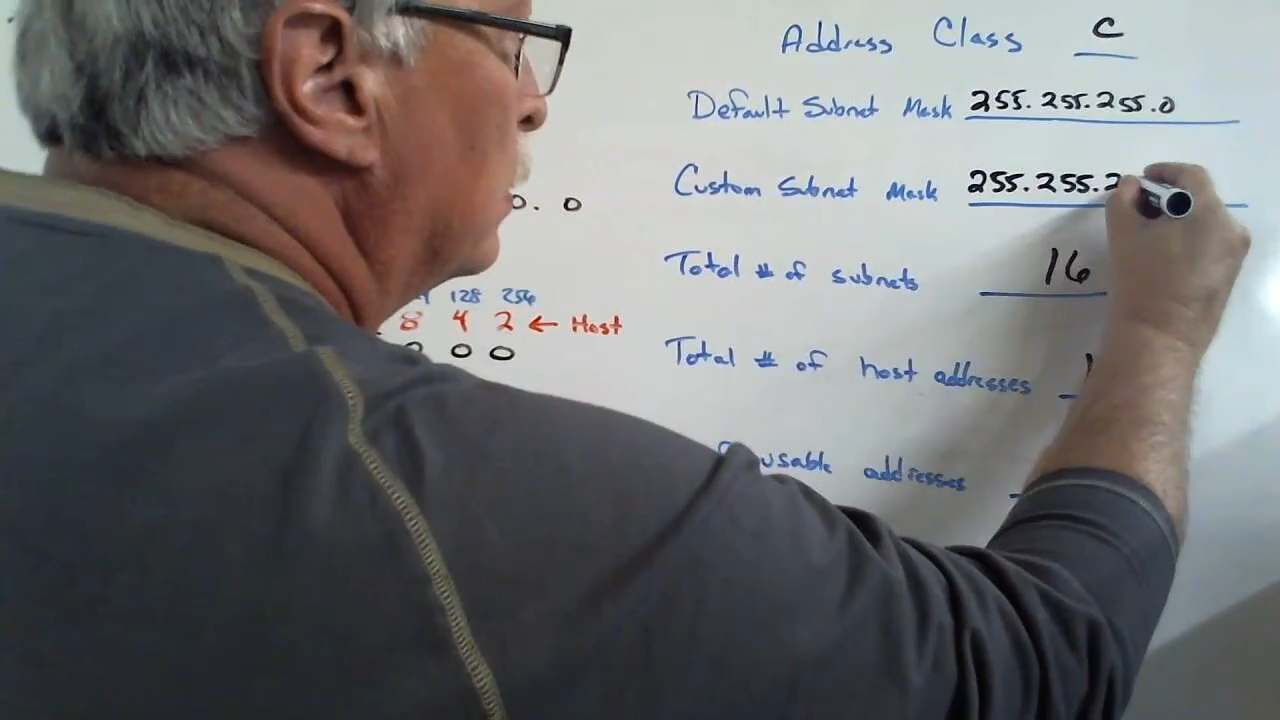 Address Class C
Default Subnet Mask 255.255.255.0
Custom Subnet Mask 255.255.2
0. 0
Total # of subnets 16
128 256
8 4 2 ← Host
0 0 0
Total # of host addresses
usable addresses